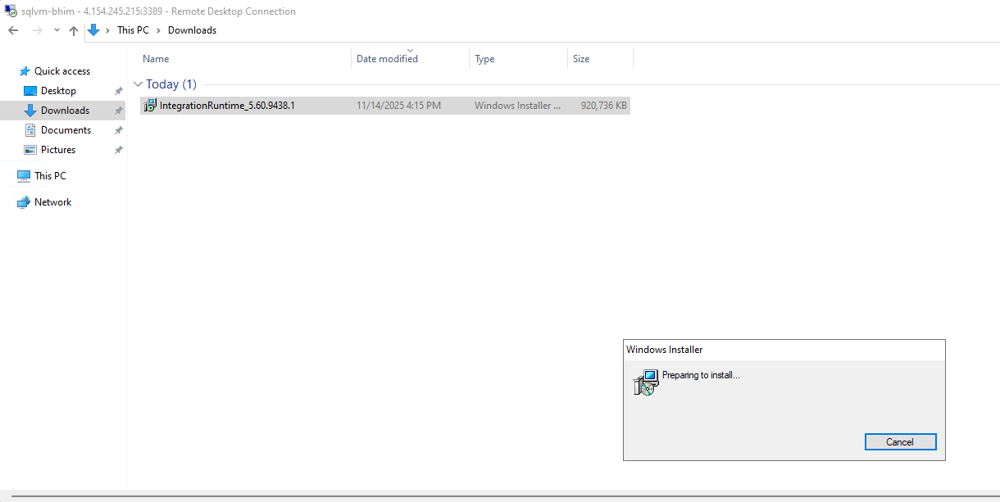 sqlvm-bhim - 4.154.245.215:3389 - Remote Desktop Connection
This PC > Downloads
Name Date modified Type Size
Quick access
Desktop
Downloads
Documents
Pictures
This PC
Network
Today (1)
IntegrationRuntime_5.60.9438.1 11/14/2025 4:15 PM Windows Installer ... 920,736 KB
Windows Installer
Preparing to install...
Cancel